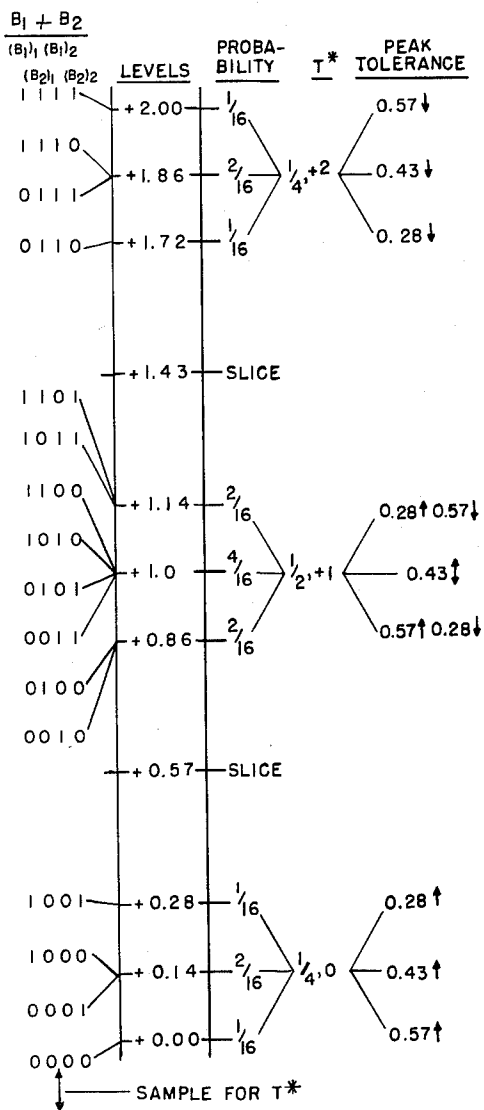 B₁ + B₂
(B₁)₁ (B₁)₂
(B₂)₁ (B₂)₂
LEVELS
PROBA-
BILITY
T*
PEAK
TOLERANCE
1 1 1 1
+ 2.00
1/16
0.57↓
1 1 1 0
+1.86
2/16
1/4, +2
0.43↓
0 1 1 1
0 1 1 0
+1.72
1/16
0.28↓
+1.43
SLICE
1 1 0 1
1 0 1 1
1 1 0 0
+ 1.14
2/16
0.28↑ 0.57↓
1 0 1 0
+ 1.0
4/16
1/2, +1
0.43↕
0 1 0 1
0 0 1 1
+ 0.86
2/16
0.57↑ 0.28↓
0 1 0 0
0 0 1 0
+ 0.57
SLICE
1 0 0 1
+ 0.28
1/16
0.28↑
1 0 0 0
+ 0.14
2/16
1/4, 0
0.43↑
0 0 0 1
+ 0.00
1/16
0.57↑
0 0 0 0
SAMPLE FOR T*